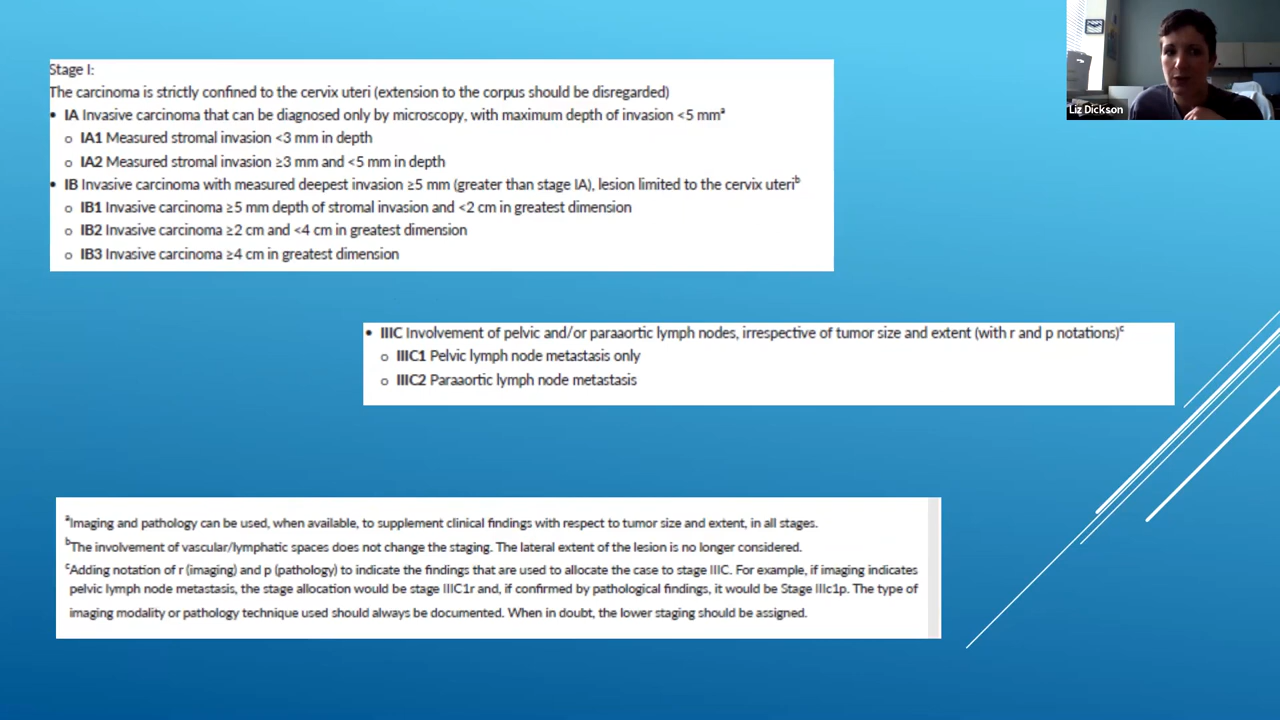 Stage I:
The carcinoma is strictly confined to the cervix uteri (extension to the corpus should be disregarded)
• IA Invasive carcinoma that can be diagnosed only by microscopy, with maximum depth of invasion <5 mmᵃ
o IA1 Measured stromal invasion <3 mm in depth
o IA2 Measured stromal invasion ≥3 mm and <5 mm in depth
• IB Invasive carcinoma with measured deepest invasion ≥5 mm (greater than stage IA), lesion limited to the cervix uteriᵇ
o IB1 Invasive carcinoma ≥5 mm depth of stromal invasion and <2 cm in greatest dimension
o IB2 Invasive carcinoma ≥2 cm and <4 cm in greatest dimension
o IB3 Invasive carcinoma ≥4 cm in greatest dimension
• IIIC Involvement of pelvic and/or paraaortic lymph nodes, irrespective of tumor size and extent (with r and p notations)ᶜ
o IIIC1 Pelvic lymph node metastasis only
o IIIC2 Paraaortic lymph node metastasis
ᵃImaging and pathology can be used, when available, to supplement clinical findings with respect to tumor size and extent, in all stages.
ᵇThe involvement of vascular/lymphatic spaces does not change the staging. The lateral extent of the lesion is no longer considered.
ᶜAdding notation of r (imaging) and p (pathology) to indicate the findings that are used to allocate the case to stage IIIC. For example, if imaging indicates
pelvic lymph node metastasis, the stage allocation would be stage IIIC1r and, if confirmed by pathological findings, it would be Stage IIIc1p. The type of
imaging modality or pathology technique used should always be documented. When in doubt, the lower staging should be assigned.
Liz Dickson